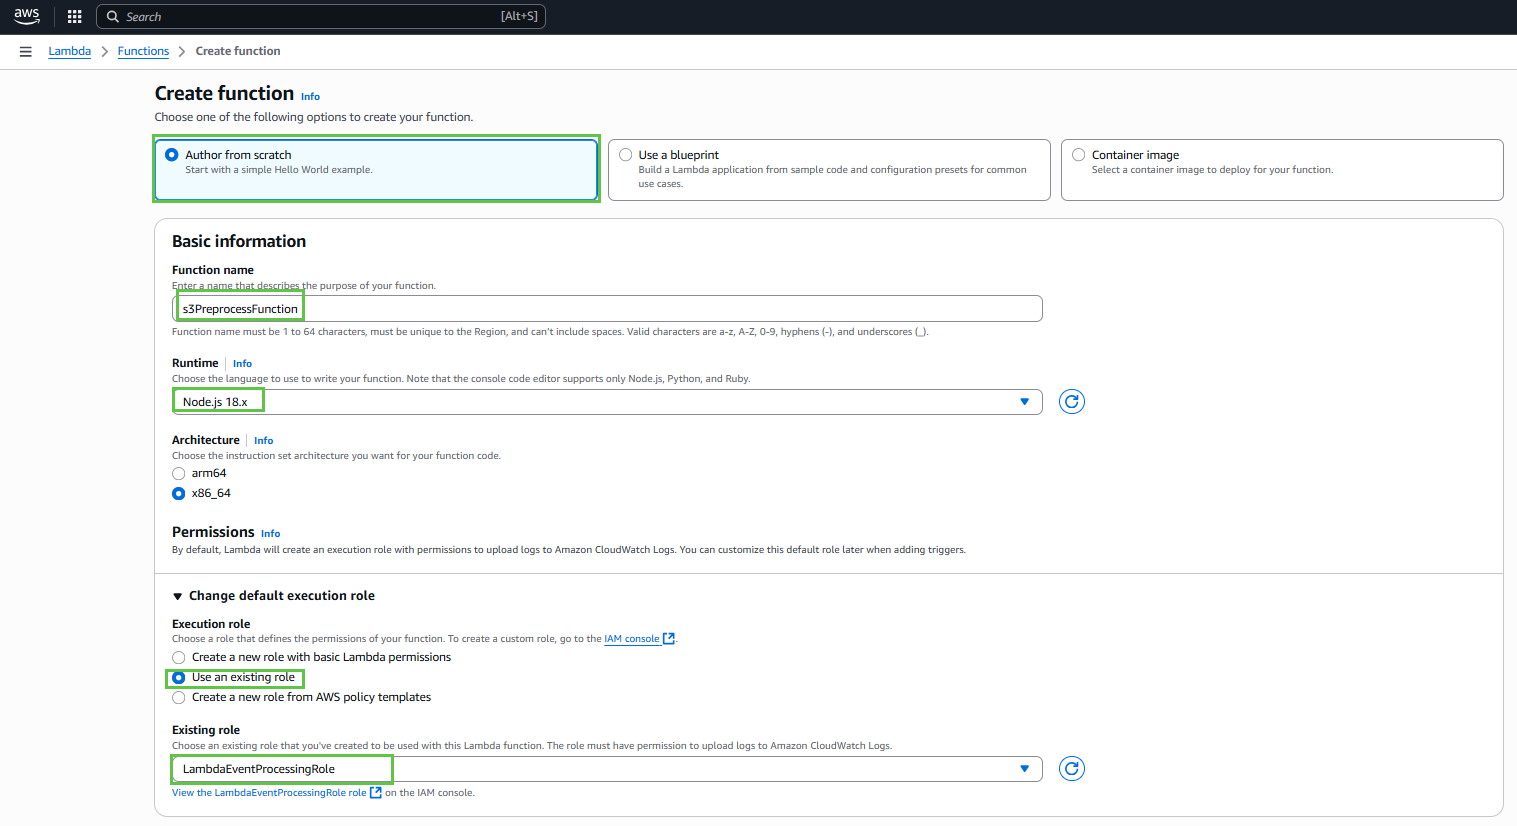 aws
Search [Alt+S]
Lambda > Functions > Create function
Create function Info
Choose one of the following options to create your function.
Author from scratch
Start with a simple Hello World example.
Use a blueprint
Build a Lambda application from sample code and configuration presets for common
use cases.
Container image
Select a container image to deploy for your function.
Basic information
Function name
Enter a name that describes the purpose of your function.
s3PreprocessFunction
Function name must be 1 to 64 characters, must be unique to the Region, and can't include spaces. Valid characters are a-z, A-Z, 0-9, hyphens (-), and underscores (_).
Runtime Info
Choose the language to use to write your function. Note that the console code editor supports only Node.js, Python, and Ruby.
Node.js 18.x
Architecture Info
Choose the instruction set architecture you want for your function code.
arm64
x86_64
Permissions Info
By default, Lambda will create an execution role with permissions to upload logs to Amazon CloudWatch Logs. You can customize this default role later when adding triggers.
Change default execution role
Execution role
Choose a role that defines the permissions of your function. To create a custom role, go to the IAM console.
Create a new role with basic Lambda permissions
Use an existing role
Create a new role from AWS policy templates
Existing role
Choose an existing role that you've created to be used with this Lambda function. The role must have permission to upload logs to Amazon CloudWatch Logs.
LambdaEventProcessingRole
View the LambdaEventProcessingRole role on the IAM console.